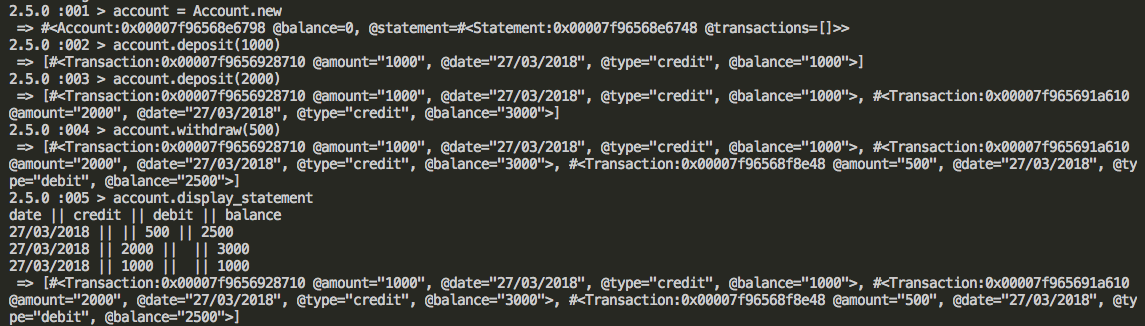 2.5.0 :001 > account = Account.new
 => #<Account:0x00007f96568e6798 @balance=0, @statement=#<Statement:0x00007f96568e6748 @transactions=[]>>
2.5.0 :002 > account.deposit(1000)
 => [#<Transaction:0x00007f9656928710 @amount="1000", @date="27/03/2018", @type="credit", @balance="1000">]
2.5.0 :003 > account.deposit(2000)
 => [#<Transaction:0x00007f9656928710 @amount="1000", @date="27/03/2018", @type="credit", @balance="1000">, #<Transaction:0x00007f965691a610
@amount="2000", @date="27/03/2018", @type="credit", @balance="3000">]
2.5.0 :004 > account.withdraw(500)
 => [#<Transaction:0x00007f9656928710 @amount="1000", @date="27/03/2018", @type="credit", @balance="1000">, #<Transaction:0x00007f965691a610
@amount="2000", @date="27/03/2018", @type="credit", @balance="3000">, #<Transaction:0x00007f96568f8e48 @amount="500", @date="27/03/2018", @ty
pe="debit", @balance="2500">]
2.5.0 :005 > account.display_statement
date || credit || debit || balance
27/03/2018 || || 500 || 2500
27/03/2018 || 2000 ||  || 3000
27/03/2018 || 1000 ||  || 1000
 => [#<Transaction:0x00007f9656928710 @amount="1000", @date="27/03/2018", @type="credit", @balance="1000">, #<Transaction:0x00007f965691a610
@amount="2000", @date="27/03/2018", @type="credit", @balance="3000">, #<Transaction:0x00007f96568f8e48 @amount="500", @date="27/03/2018", @ty
pe="debit", @balance="2500">]